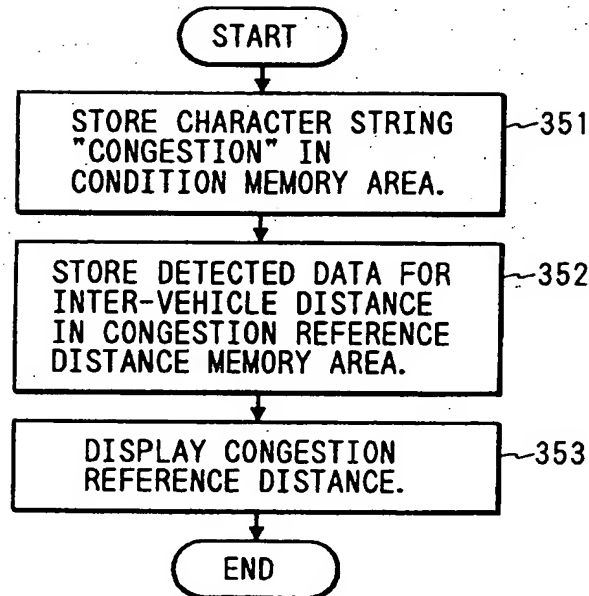 START
STORE CHARACTER STRING
"CONGESTION" IN
CONDITION MEMORY AREA.
351
STORE DETECTED DATA FOR
INTER-VEHICLE DISTANCE
IN CONGESTION REFERENCE
DISTANCE MEMORY AREA.
352
DISPLAY CONGESTION
REFERENCE DISTANCE.
353
END